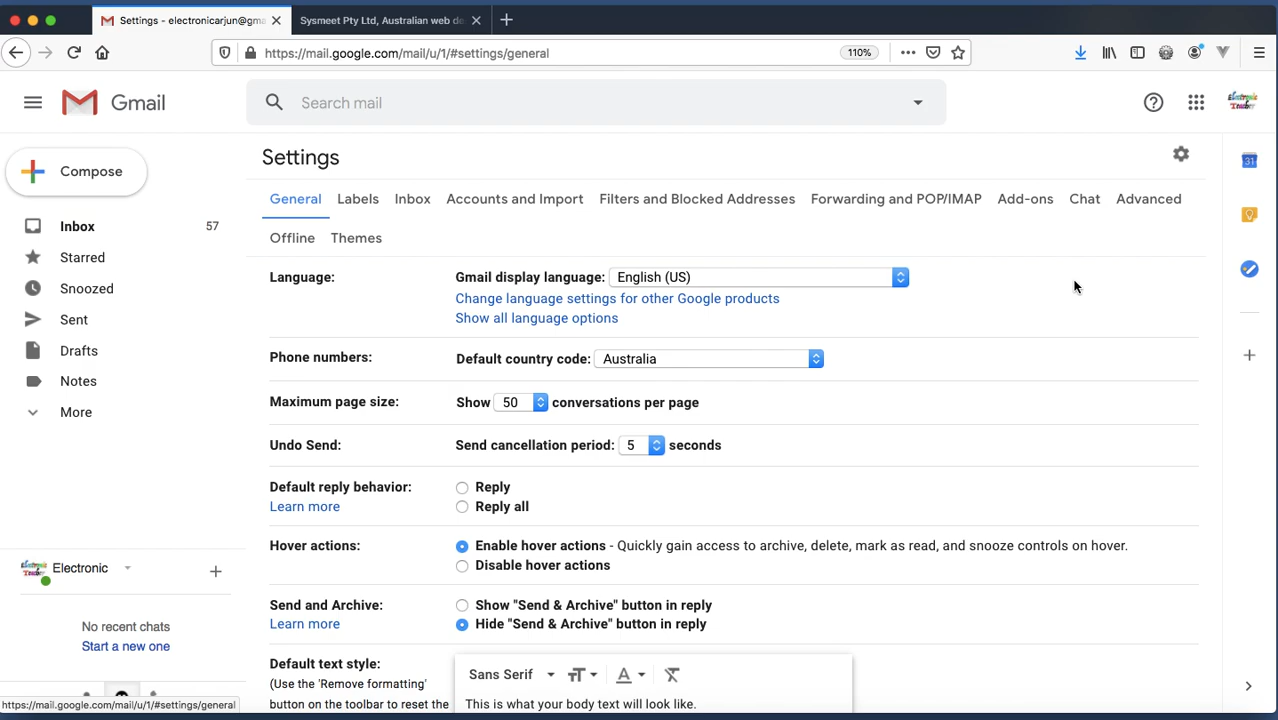 Settings - electronicarjun@gma
Sysmeet Pty Ltd, Australian web de
https://mail.google.com/mail/u/1/#settings/general
110%
Gmail
Search mail
Compose
Settings
General Labels Inbox Accounts and Import Filters and Blocked Addresses Forwarding and POP/IMAP Add-ons Chat Advanced
Offline Themes
Inbox 57
Starred
Snoozed
Sent
Drafts
Notes
More
Language: Gmail display language: English (US)
Change language settings for other Google products
Show all language options
Phone numbers: Default country code: Australia
Maximum page size: Show 50 conversations per page
Undo Send: Send cancellation period: 5 seconds
Default reply behavior: Reply
Learn more Reply all
Hover actions: Enable hover actions - Quickly gain access to archive, delete, mark as read, and snooze controls on hover.
Disable hover actions
Send and Archive: Show "Send & Archive" button in reply
Learn more Hide "Send & Archive" button in reply
Default text style: Sans Serif
(Use the 'Remove formatting'
button on the toolbar to reset the This is what your body text will look like.
Electronic
No recent chats
Start a new one
https://mail.google.com/mail/u/1/#settings/general
31
Electronic
Teacher